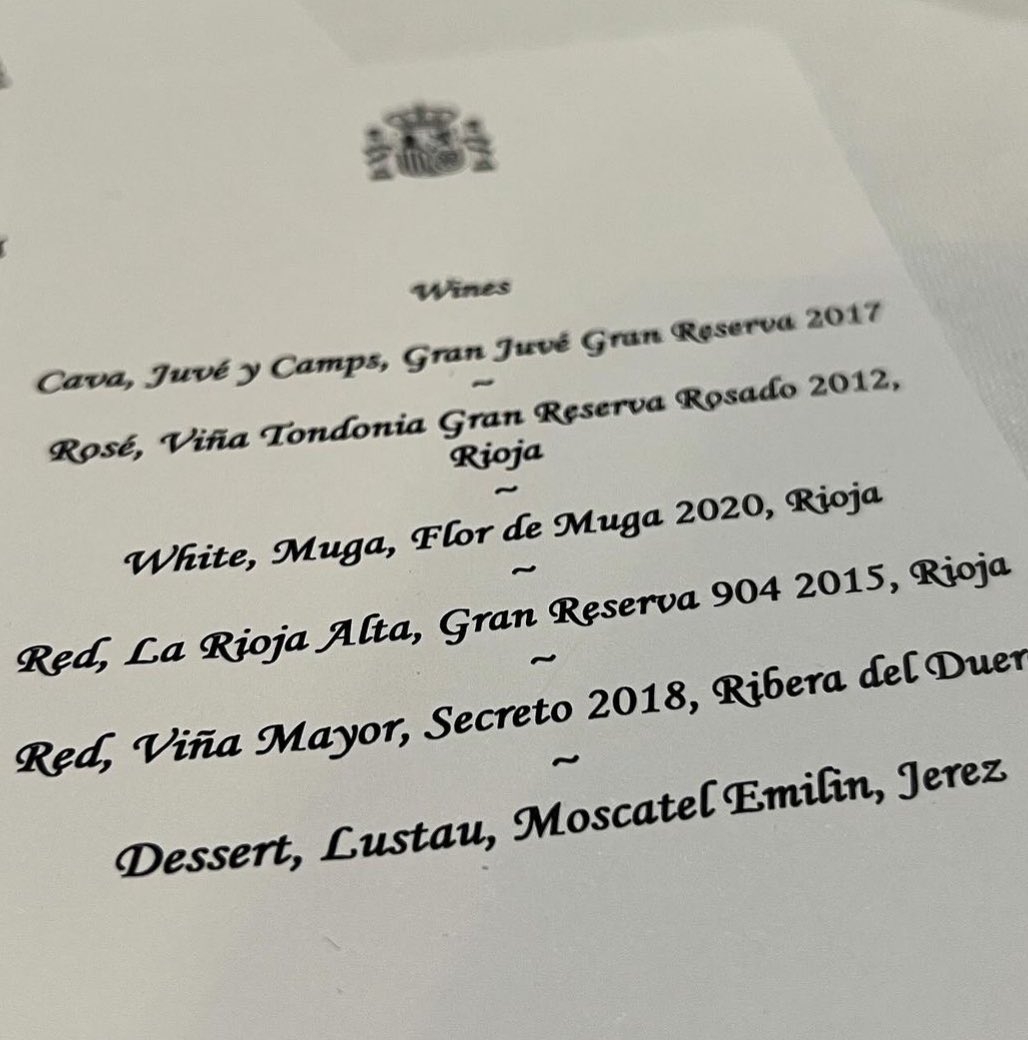 Wines
Cava, Juvé y Camps, Gran Juvé Gran Reserva 2017
~
Rosé, Viña Tondonia Gran Reserva Rosado 2012,
Rioja
~
White, Muga, Flor de Muga 2020, Rioja
~
Red, La Rioja Alta, Gran Reserva 904 2015, Rioja
~
Red, Viña Mayor, Secreto 2018, Ribera del Duer
~
Dessert, Lustau, Moscatel Emilin, Jerez